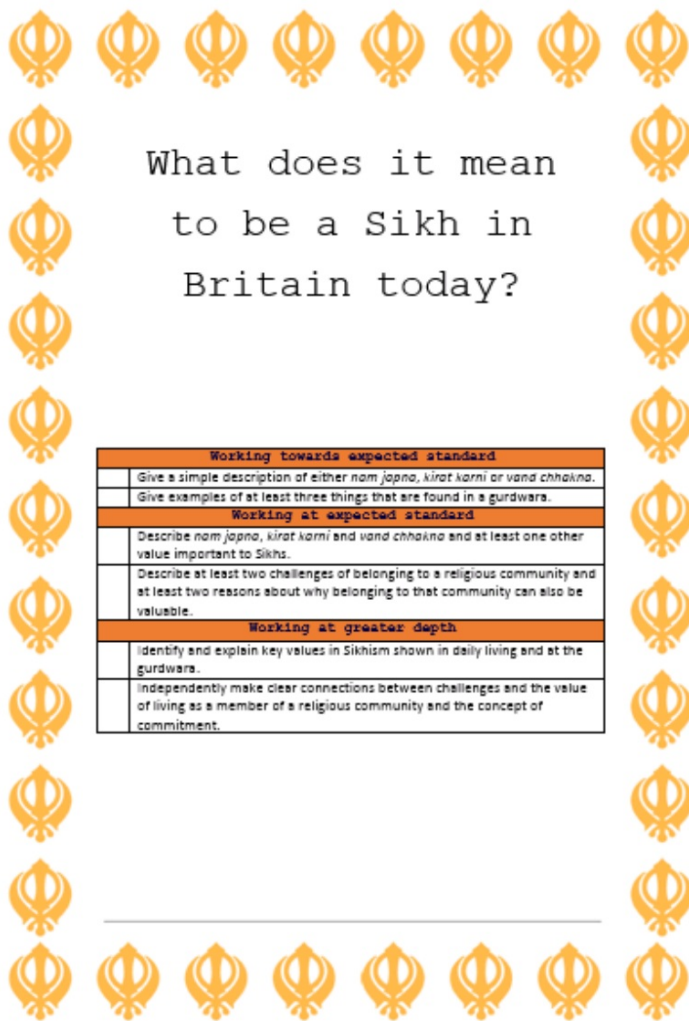 What does it mean
to be a Sikh in
Britain today?
Working towards expected standard
Give a simple description of either nam japna, kirat karni or vand chhakna.
Give examples of at least three things that are found in a gurdwara.
Working at expected standard
Describe nam japna, kirat karni and vand chhakna and at least one other
value important to Sikhs.
Describe at least two challenges of belonging to a religious community and
at least two reasons about why belonging to that community can also be
valuable.
Working at greater depth
Identify and explain key values in Sikhism shown in daily living and at the
gurdwara.
Independently make clear connections between challenges and the value
of living as a member of a religious community and the concept of
commitment.